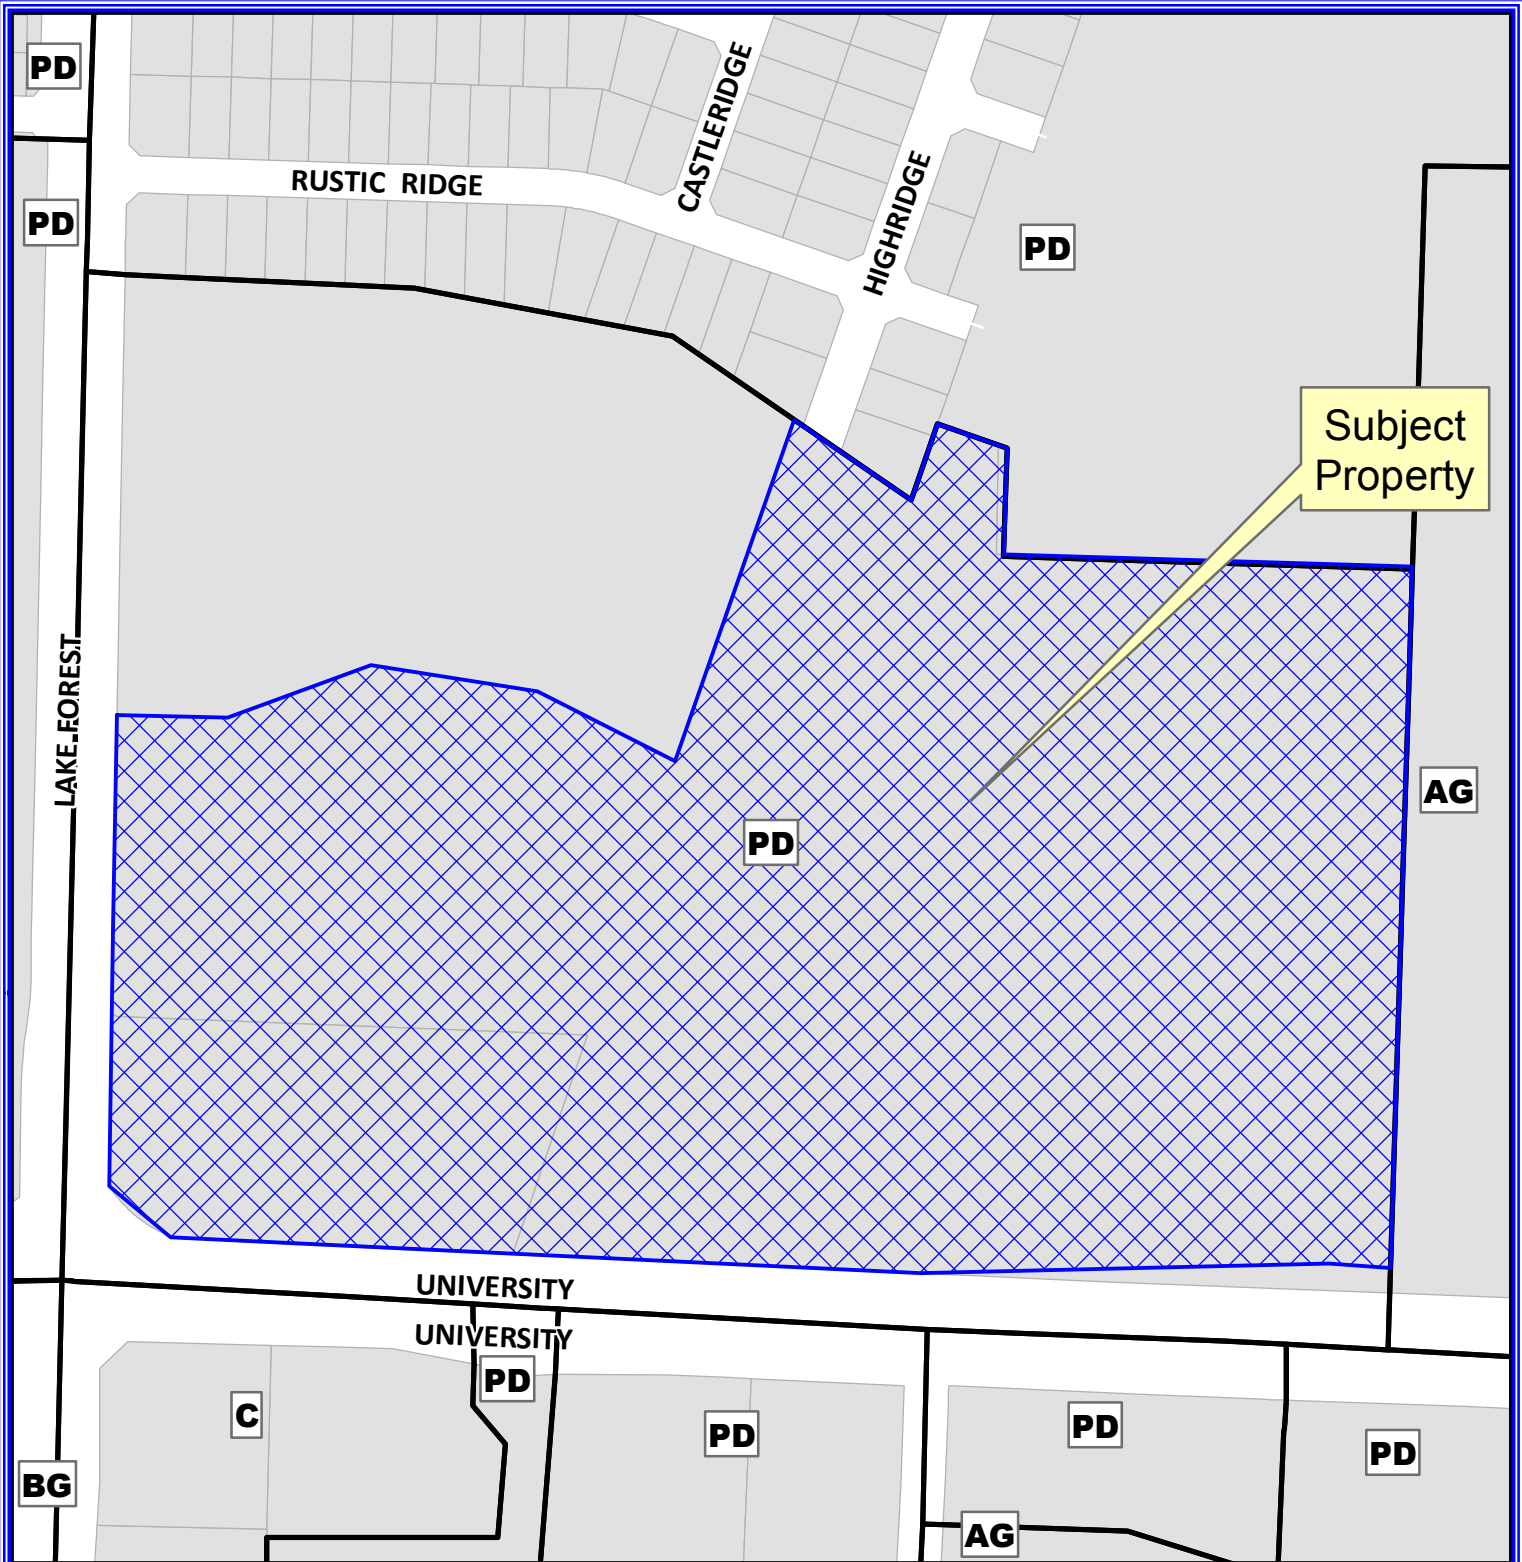 PD
CASTLERIDGE
RUSTIC RIDGE
HIGHRIDGE
PD
PD
Subject
Property
LAKE FOREST
AG
PD
UNIVERSITY
UNIVERSITY
PD
C
PD
PD
PD
BG
AG